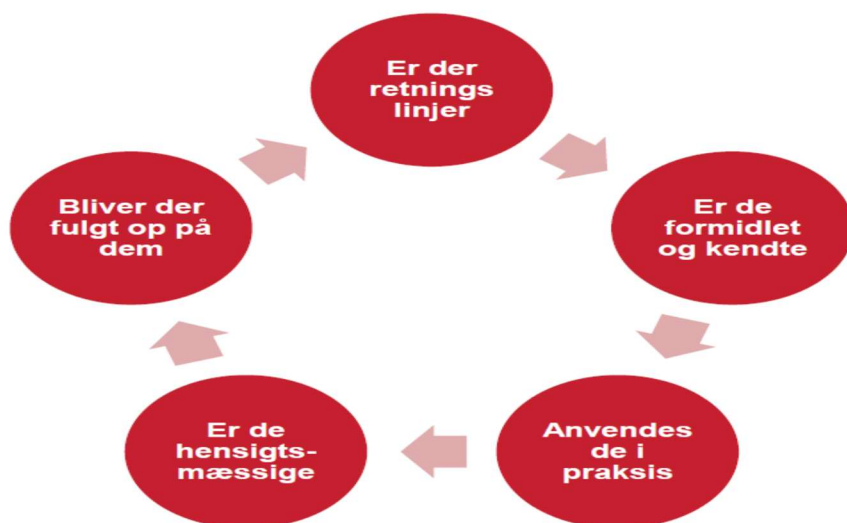 Er der
retnings
linjer
Er de
formidlet
og kendte
Anvendes
de i
praksis
Er de
hensigts-
mæssige
Bliver der
fulgt op på
dem